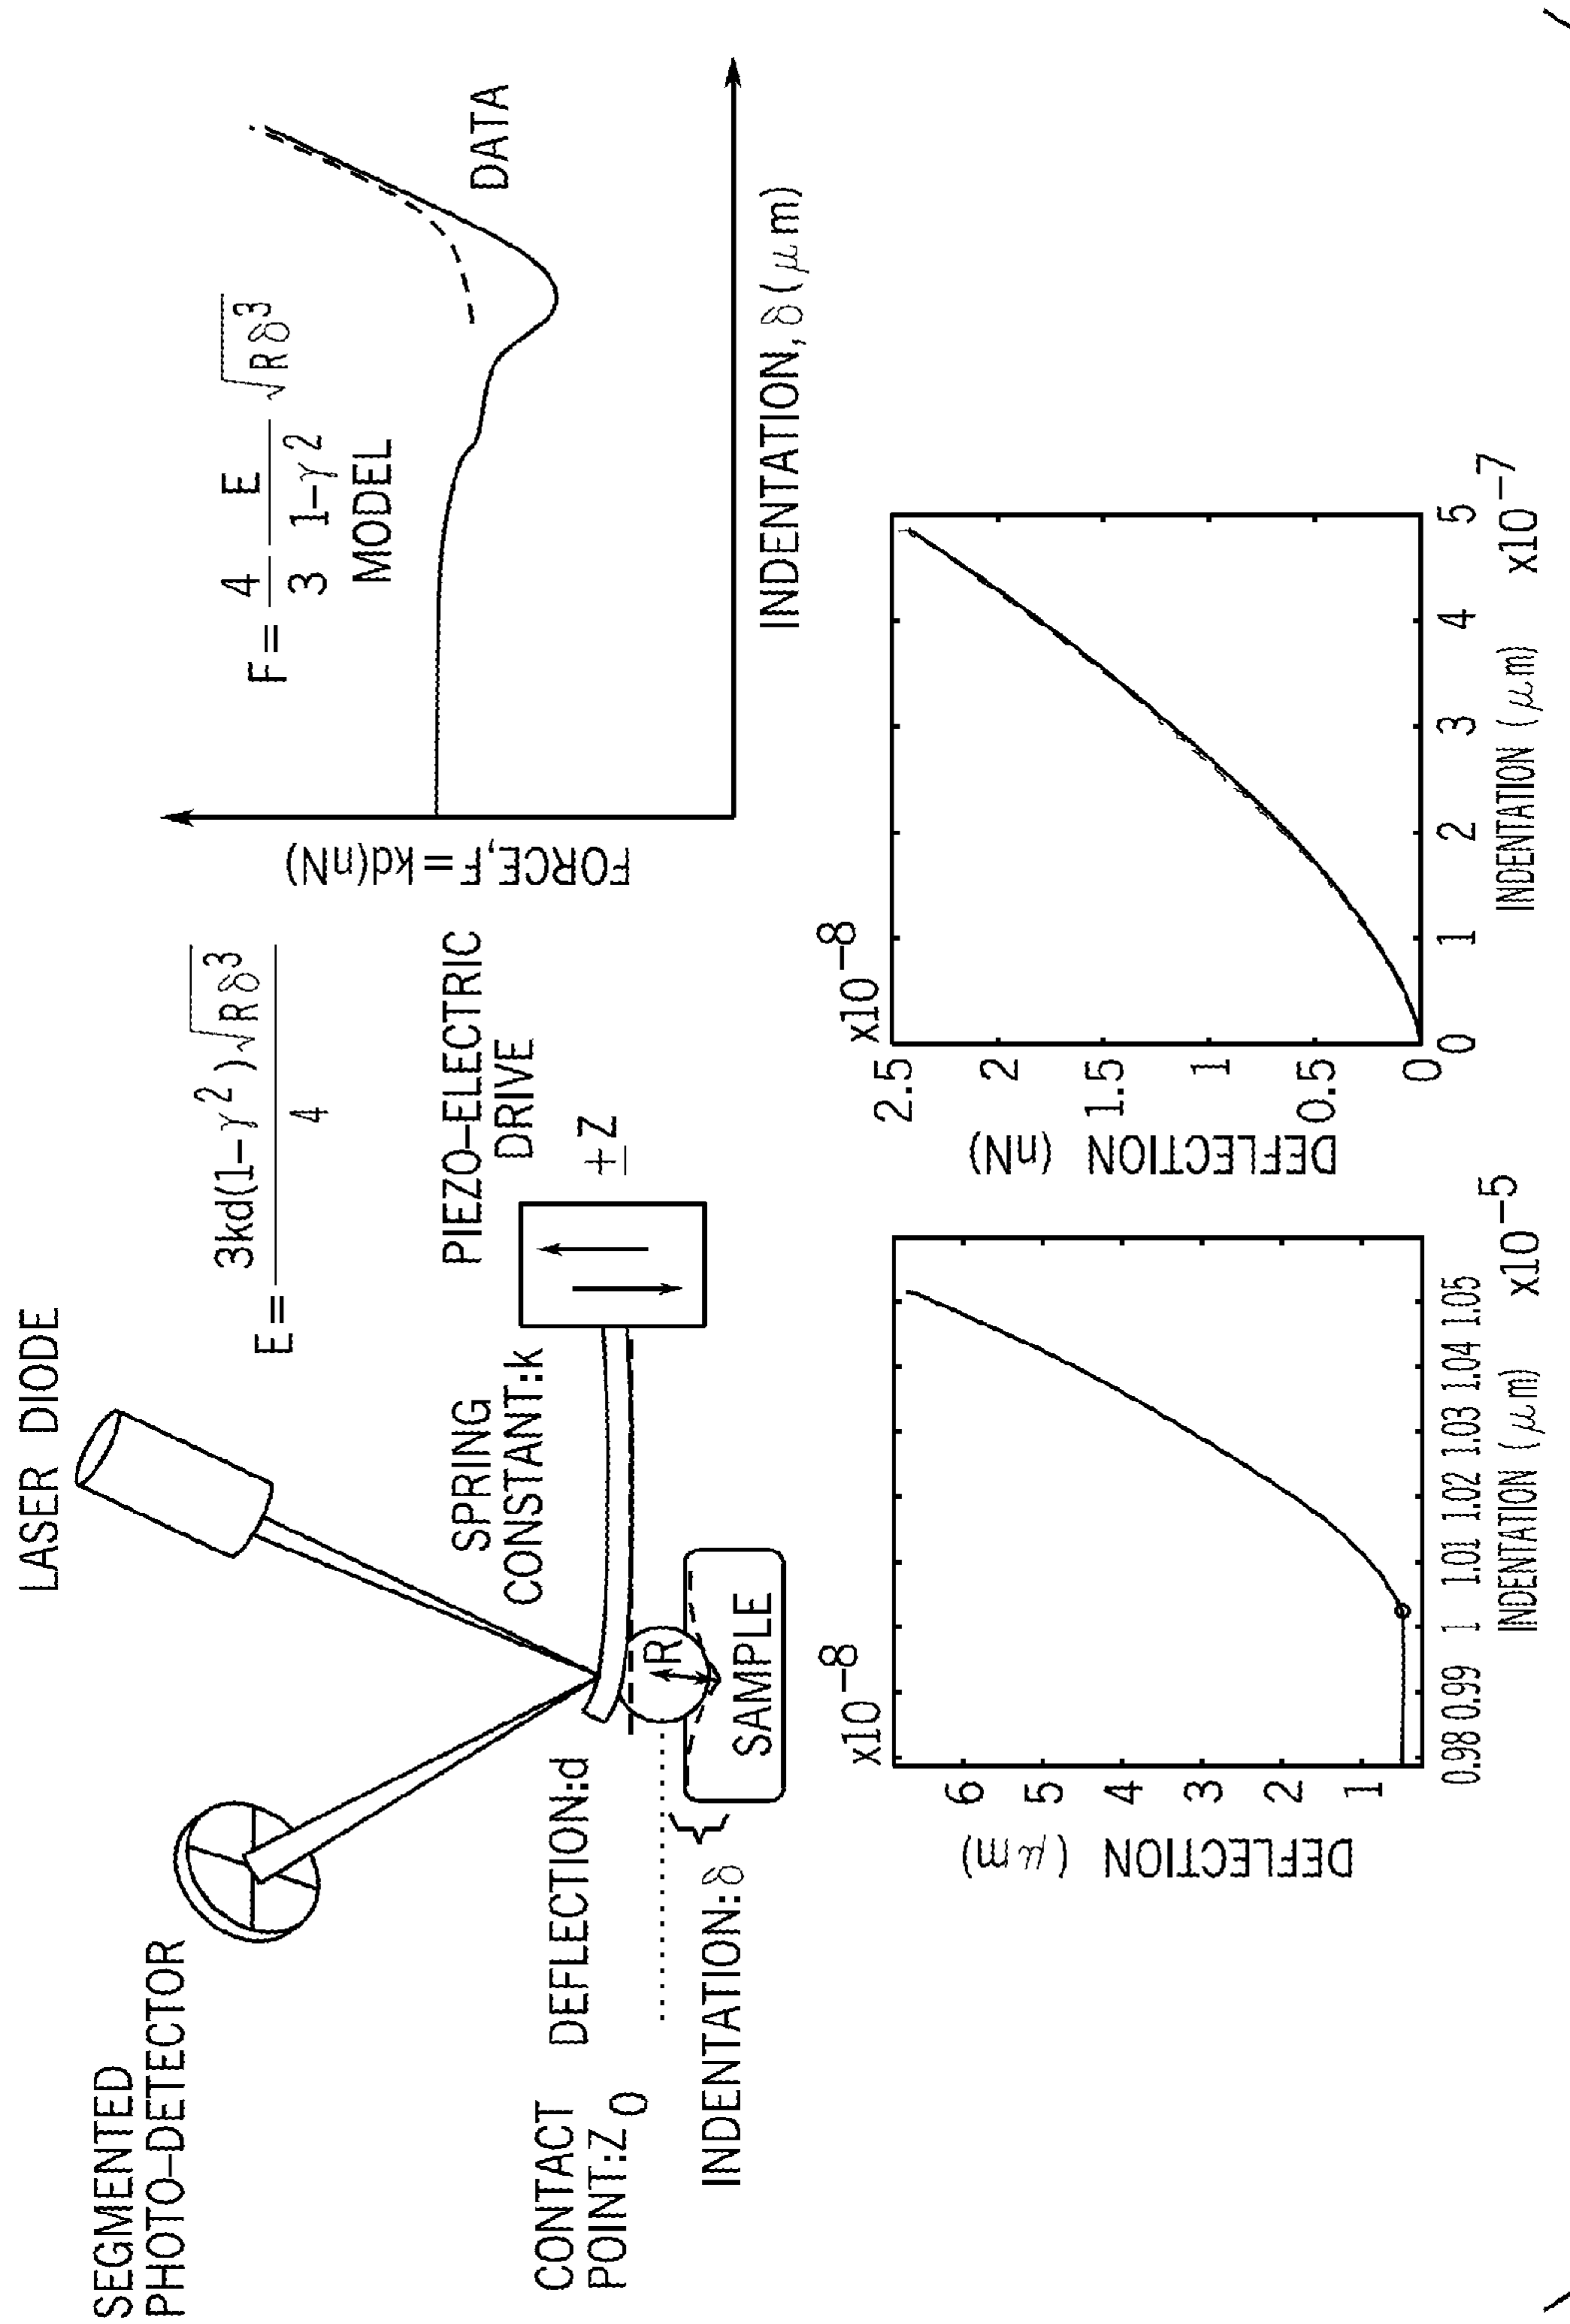 SEGMENTED
PHOTO-DETECTOR
LASER DIODE
E = 3kd(1-γ²)√Rδ³
4
CONTACT
POINT:Z₀
DEFLECTION:d
SPRING
CONSTANT:k
PIEZO-ELECTRIC
DRIVE
±Z
R
SAMPLE
INDENTATION:δ
FORCE,F=kd(nN)
F= 4 E √Rδ³
3 1-γ²
MODEL
DATA
INDENTATION,δ(μm)
x10⁻⁸
DEFLECTION (μm)
6
5
4
3
2
1
0.98 0.99 1 1.01 1.02 1.03 1.04 1.05
INDENTATION (μm) x10⁻⁵
x10⁻⁸
DEFLECTION (nN)
2.5
2
1.5
1
0.5
0
0 1 2 3 4 5
INDENTATION (μm) x10⁻⁷